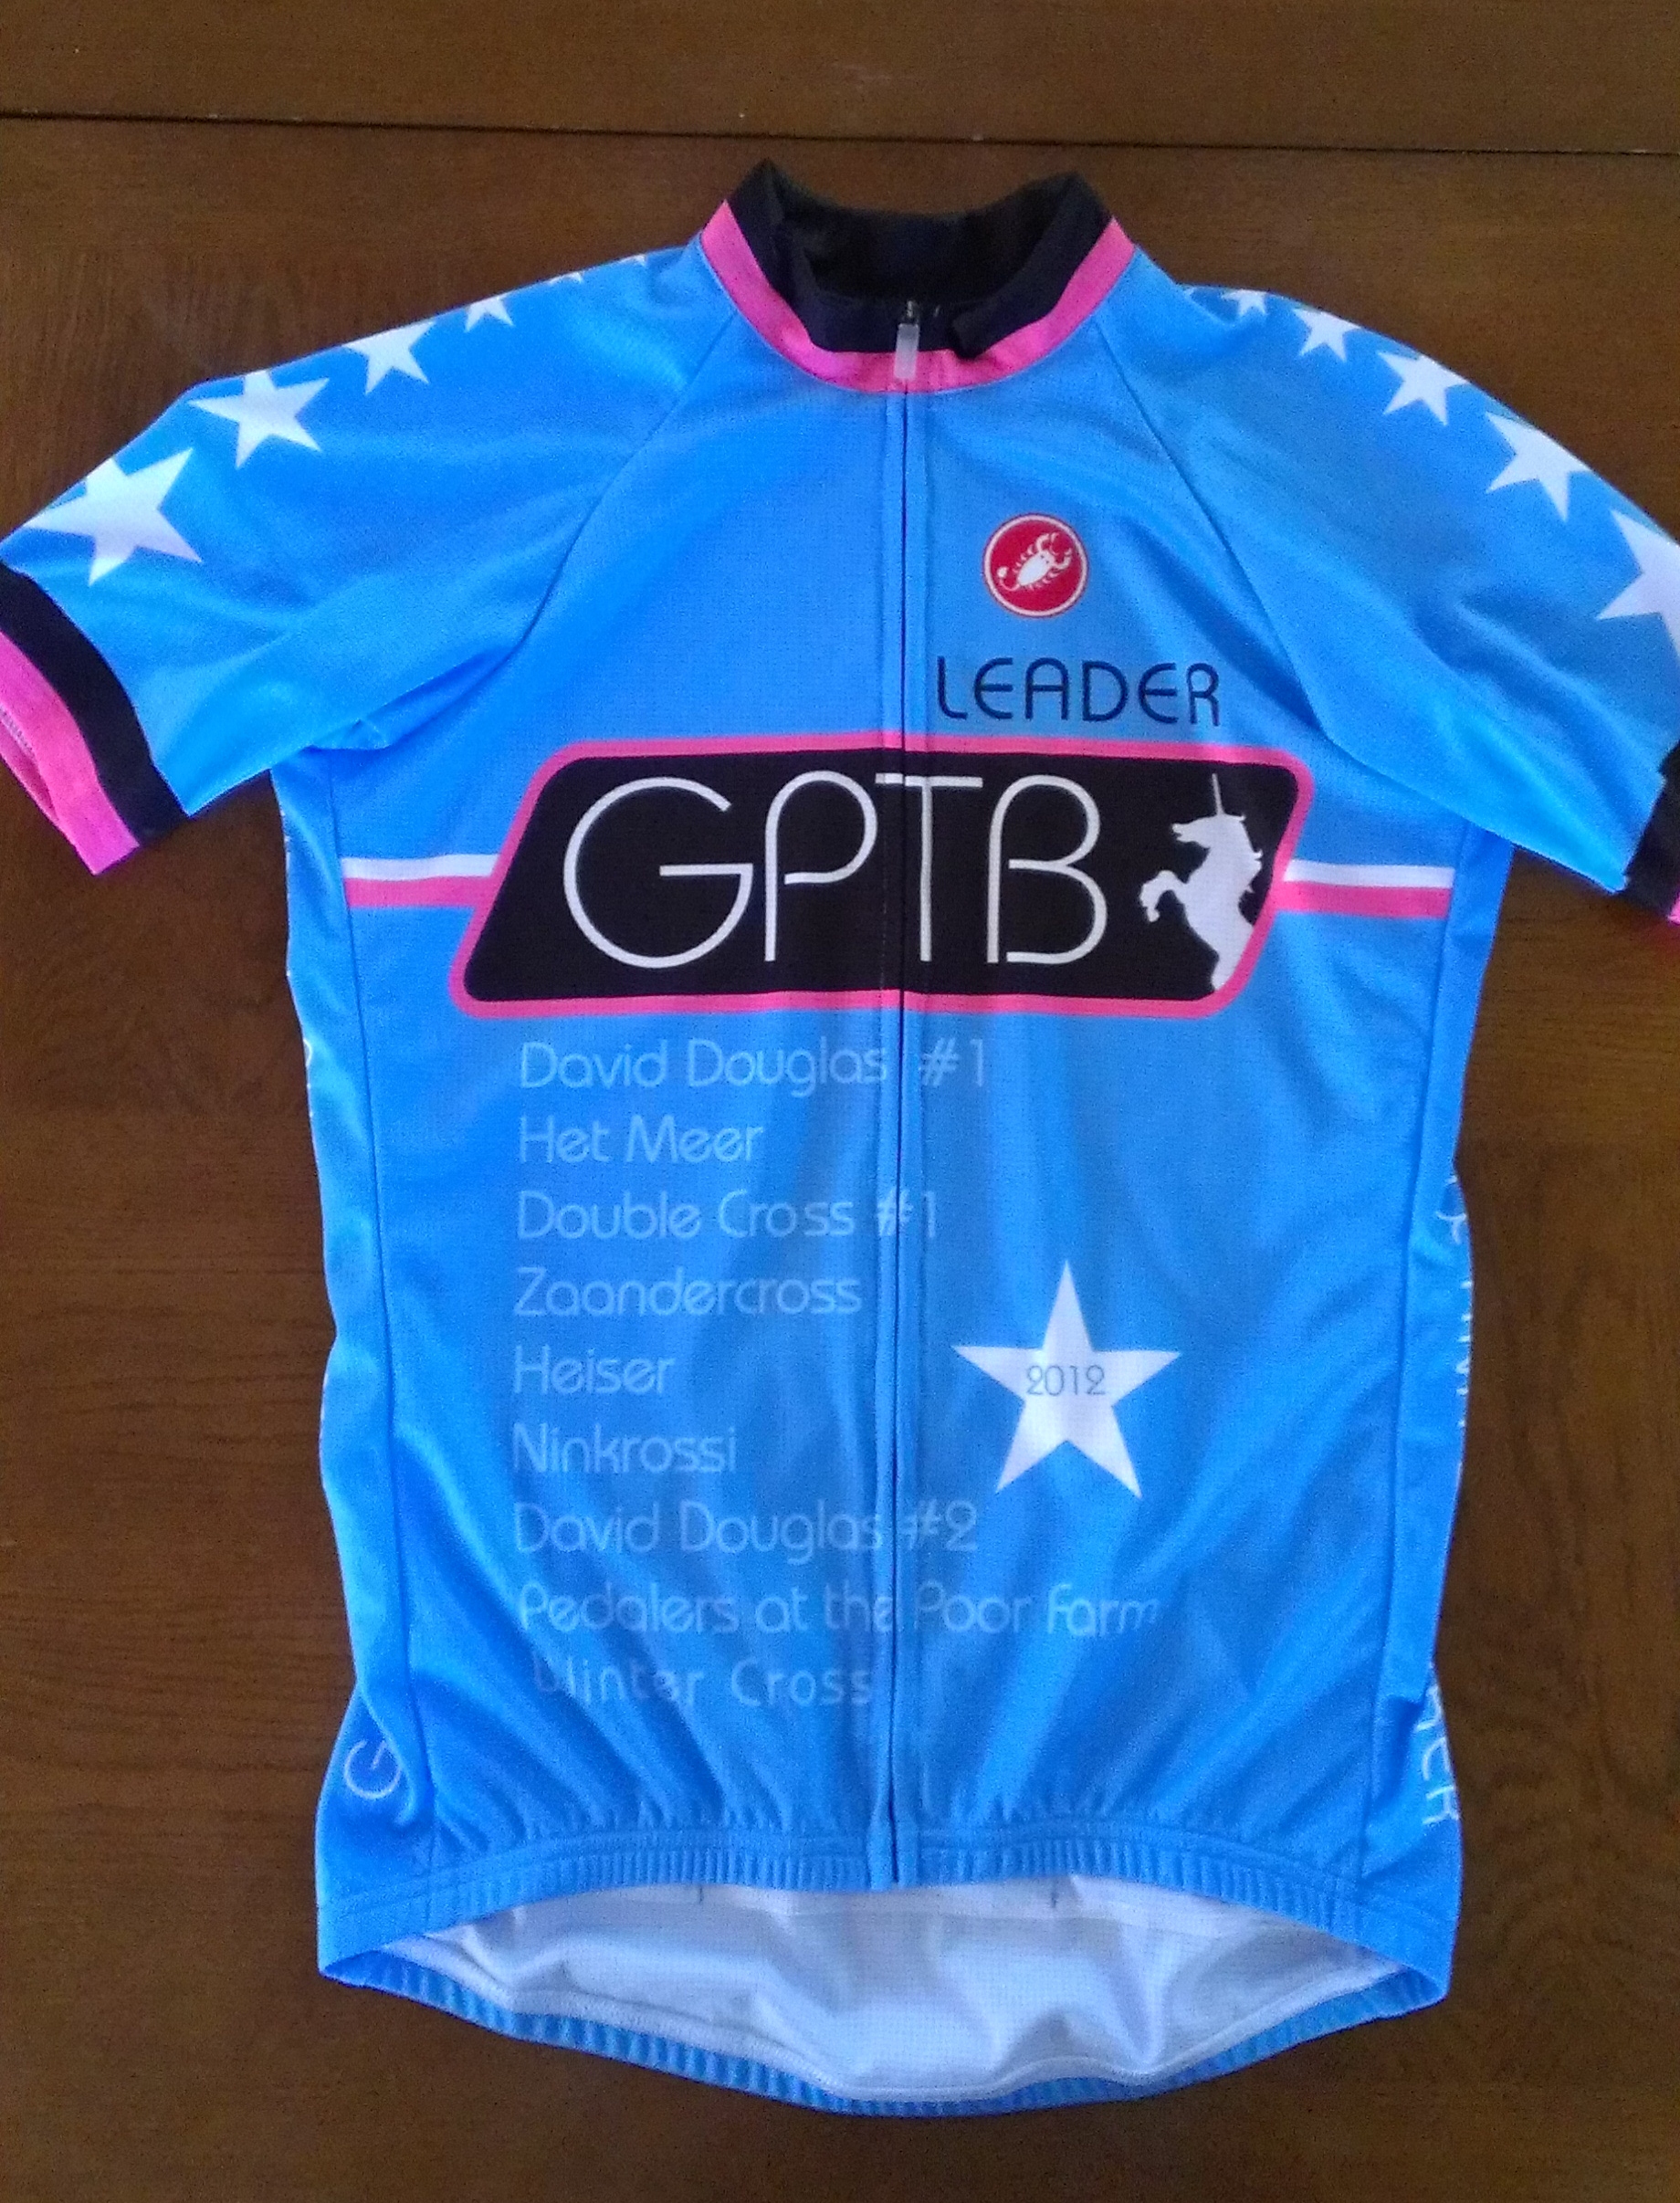 LEADER
GPTB
David Douglas #1
Het Meer
Double Cross #1
Zaandercross
Heiser
2012
Ninkrossi
David Douglas #2
Pedalers at the Poor Farm
Winter Cross